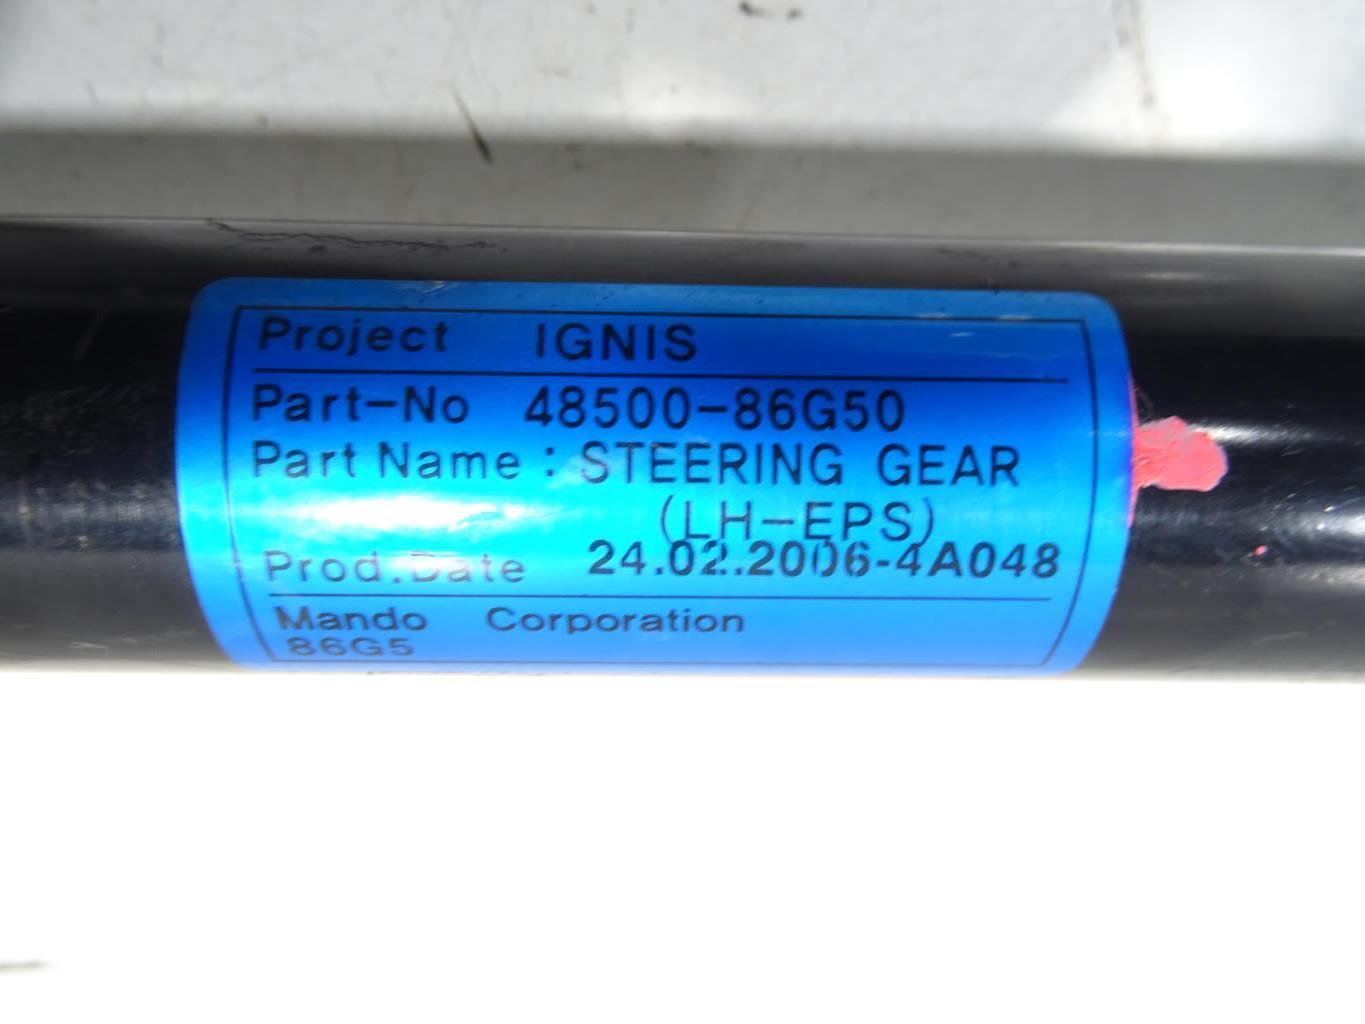 Project IGNIS
Part-No 48500-86G50
Part Name : STEERING GEAR
(LH-EPS)
Prod.Date 24.02.2006-4A048
Mando Corporation
86G5